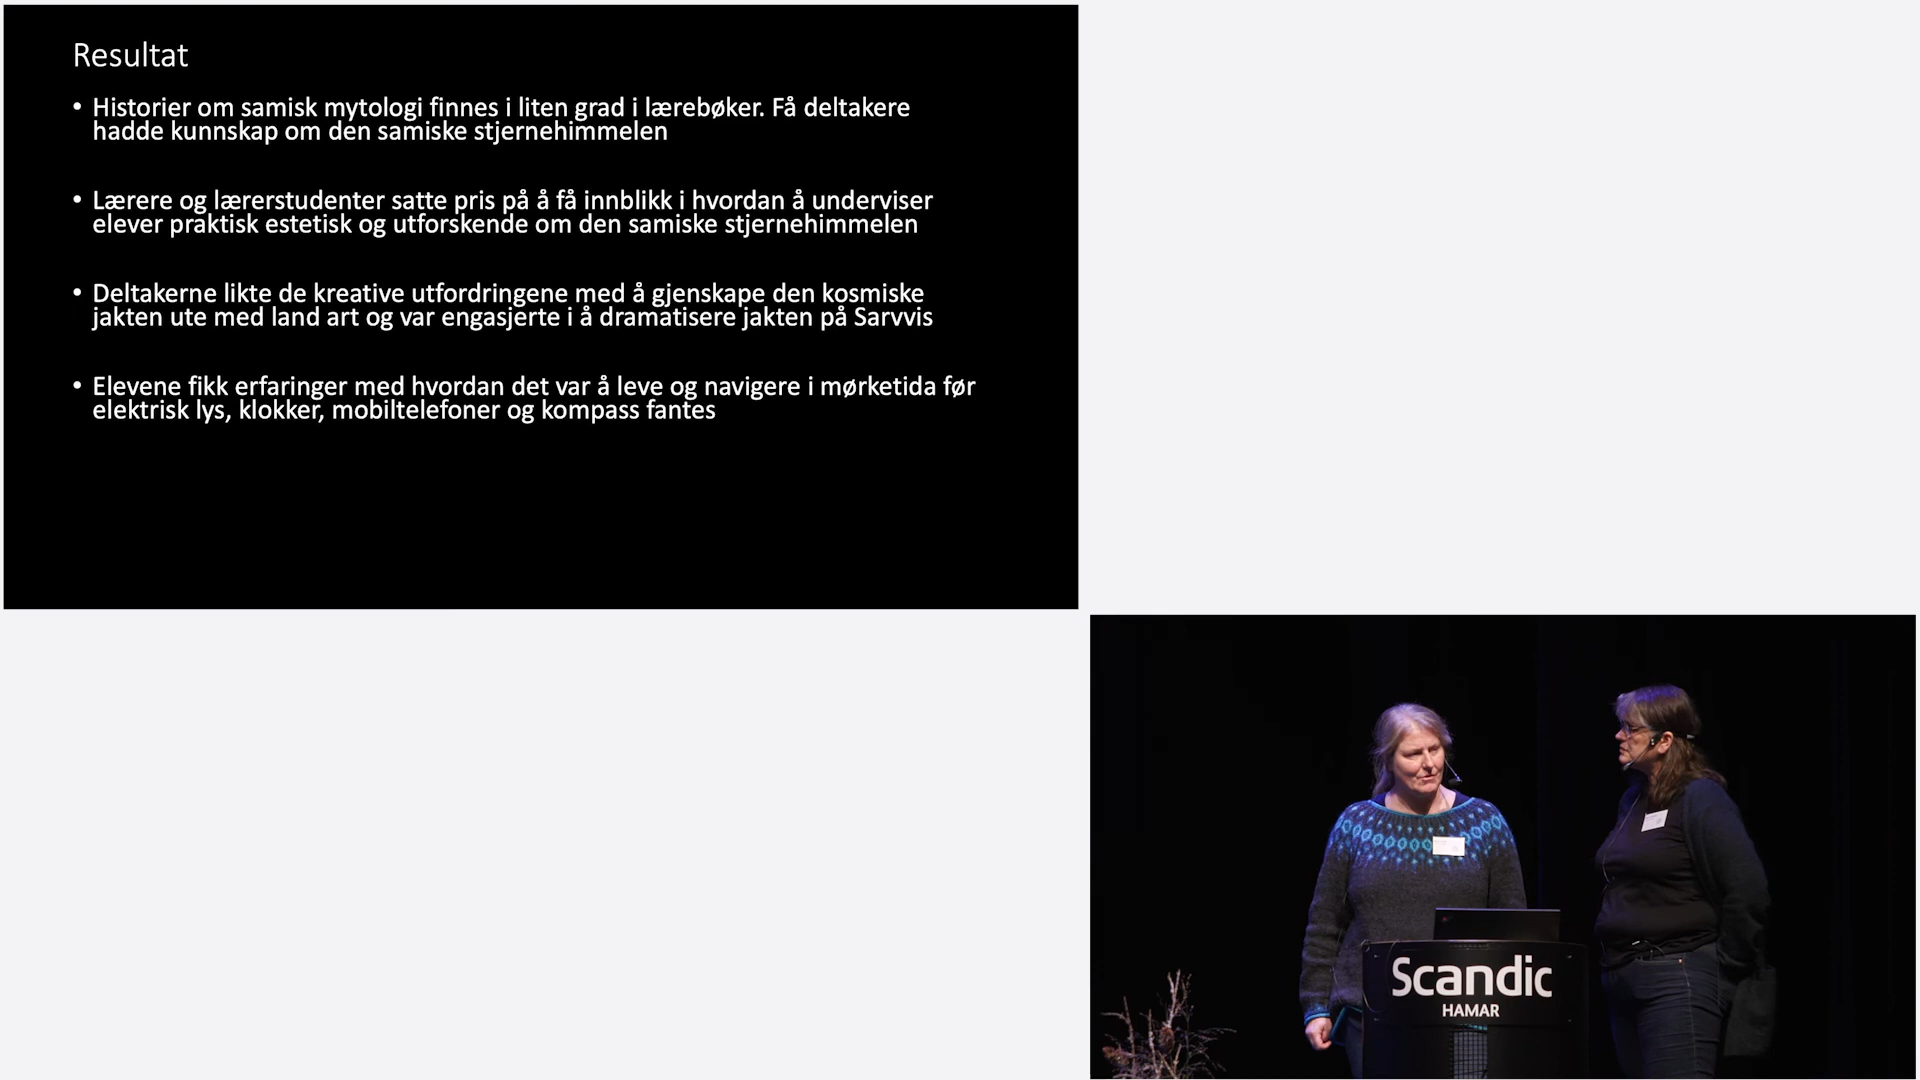 Resultat
• Historier om samisk mytologi finnes i liten grad i lærebøker. Få deltakere
hadde kunnskap om den samiske stjernehimmelen
• Lærere og lærerstudenter satte pris på å få innblikk i hvordan å underviser
elever praktisk estetisk og utforskende om den samiske stjernehimmelen
• Deltakerne likte de kreative utfordringene med å gjenskape den kosmiske
jakten ute med land art og var engasjerte i å dramatisere jakten på Sarvvis
• Elevene fikk erfaringer med hvordan det var å leve og navigere i mørketida før
elektrisk lys, klokker, mobiltelefoner og kompass fantes
Scandic
HAMAR